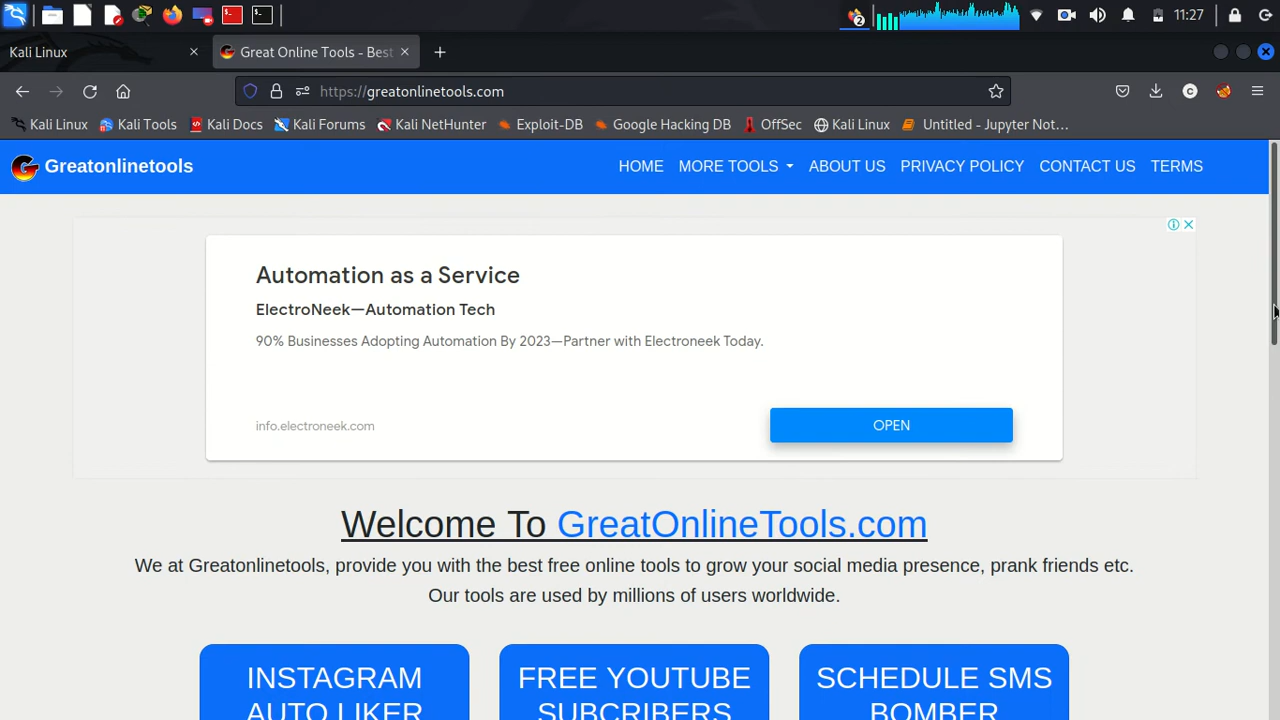 2
11:27
Kali Linux
Great Online Tools - Best
https://greatonlinetools.com
Kali Linux Kali Tools Kali Docs Kali Forums Kali NetHunter Exploit-DB Google Hacking DB OffSec Kali Linux Untitled - Jupyter Not…
Greatonlinetools HOME MORE TOOLS ABOUT US PRIVACY POLICY CONTACT US TERMS
Automation as a Service
ElectroNeek—Automation Tech
90% Businesses Adopting Automation By 2023—Partner with Electroneek Today.
info.electroneek.com
OPEN
Welcome To GreatOnlineTools.com
We at Greatonlinetools, provide you with the best free online tools to grow your social media presence, prank friends etc.
Our tools are used by millions of users worldwide.
INSTAGRAM
AUTO LIKER
FREE YOUTUBE
SUBCRIBERS
SCHEDULE SMS
BOMBER